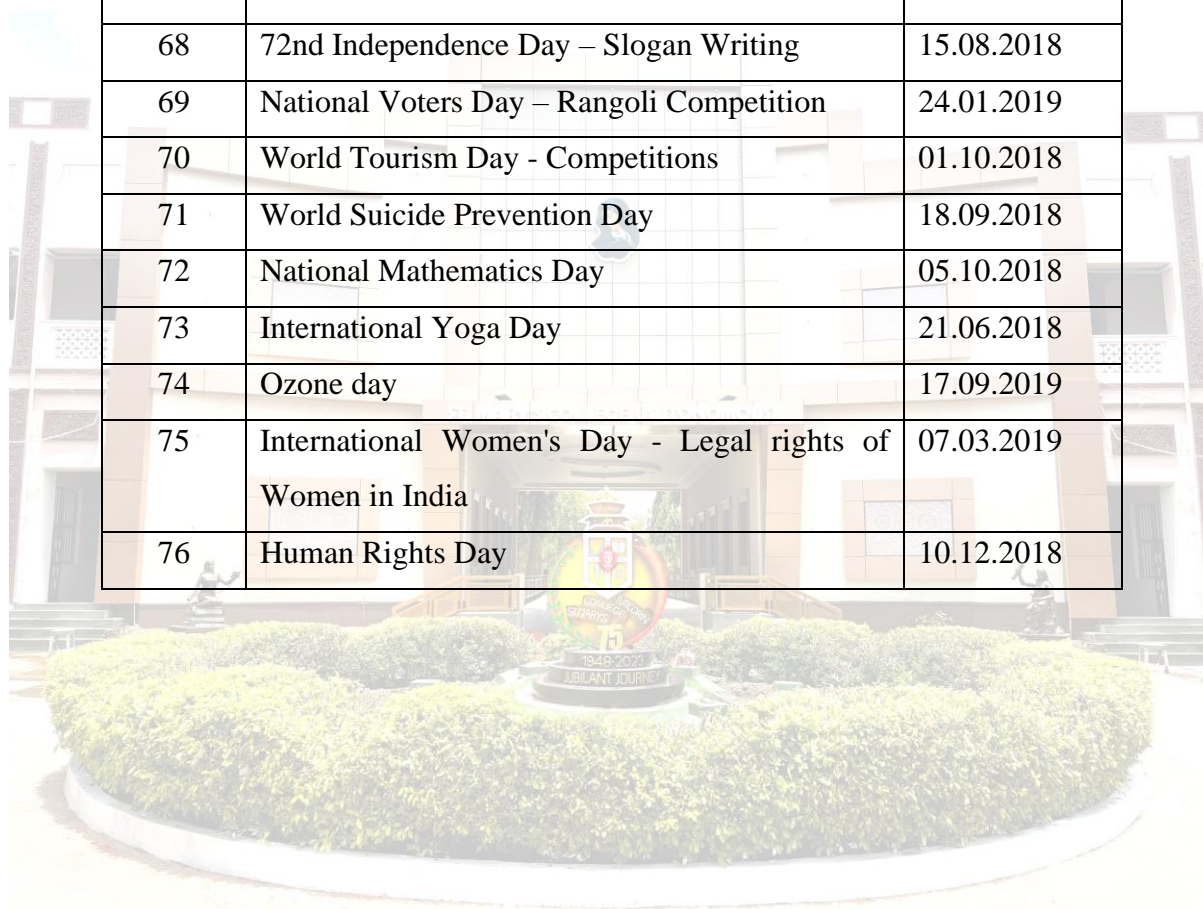 68 72nd Independence Day – Slogan Writing 15.08.2018
69 National Voters Day – Rangoli Competition 24.01.2019
70 World Tourism Day - Competitions 01.10.2018
71 World Suicide Prevention Day 18.09.2018
72 National Mathematics Day 05.10.2018
73 International Yoga Day 21.06.2018
74 Ozone day 17.09.2019
75 International Women's Day - Legal rights of 07.03.2019
Women in India
76 Human Rights Day 10.12.2018
75
1948-2023
JUBILANT JOURNEY